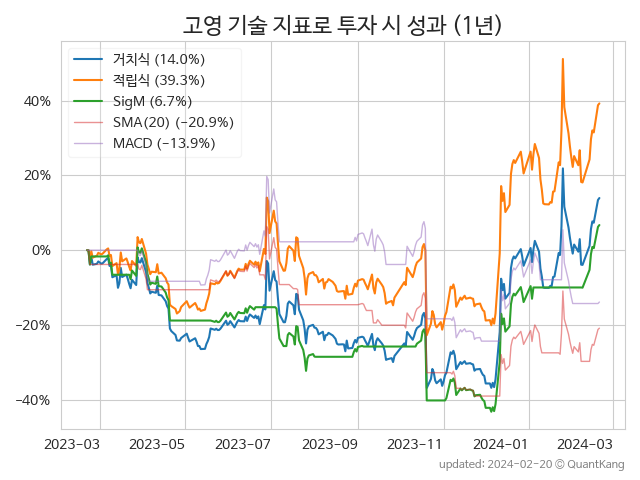 고영 기술 지표로 투자 시 성과 (1년)
거치식 (14.0%)
적립식 (39.3%)
SigM (6.7%)
SMA(20) (−20.9%)
MACD (−13.9%)
40%
20%
0%
−20%
−40%
2023-03 2023-05 2023-07 2023-09 2023-11 2024-01 2024-03
updated: 2024-02-20 © QuantKang